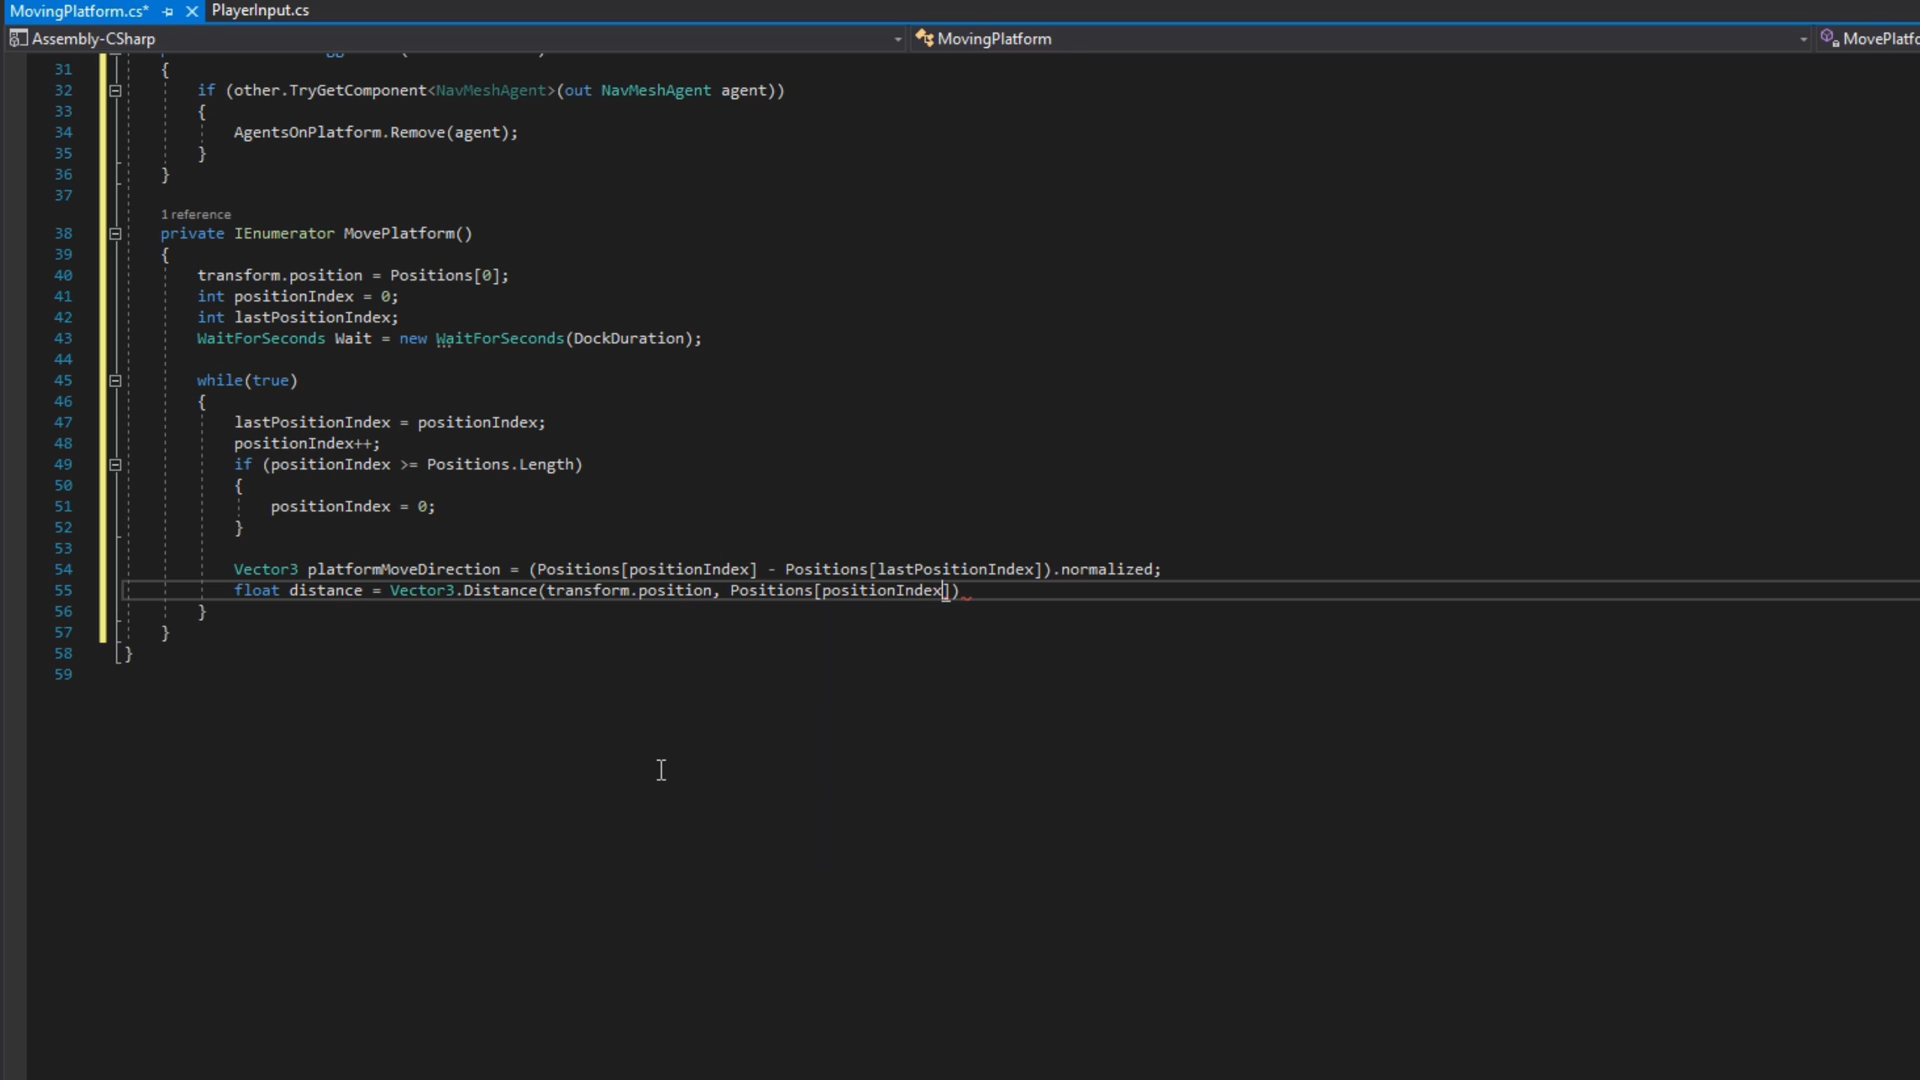 MovingPlatform.cs* PlayerInput.cs
Assembly-CSharp MovingPlatform
31 {
32 if (other.TryGetComponent<NavMeshAgent>(out NavMeshAgent agent))
33 {
34 AgentsOnPlatform.Remove(agent);
35 }
36 }
37
1 reference
38 private IEnumerator MovePlatform()
39 {
40 transform.position = Positions[0];
41 int positionIndex = 0;
42 int lastPositionIndex;
43 WaitForSeconds Wait = new WaitForSeconds(DockDuration);
44
45 while(true)
46 {
47 lastPositionIndex = positionIndex;
48 positionIndex++;
49 if (positionIndex >= Positions.Length)
50 {
51 positionIndex = 0;
52 }
53
54 Vector3 platformMoveDirection = (Positions[positionIndex] - Positions[lastPositionIndex]).normalized;
55 float distance = Vector3.Distance(transform.position, Positions[positionIndex])
56 }
57 }
58 }
59